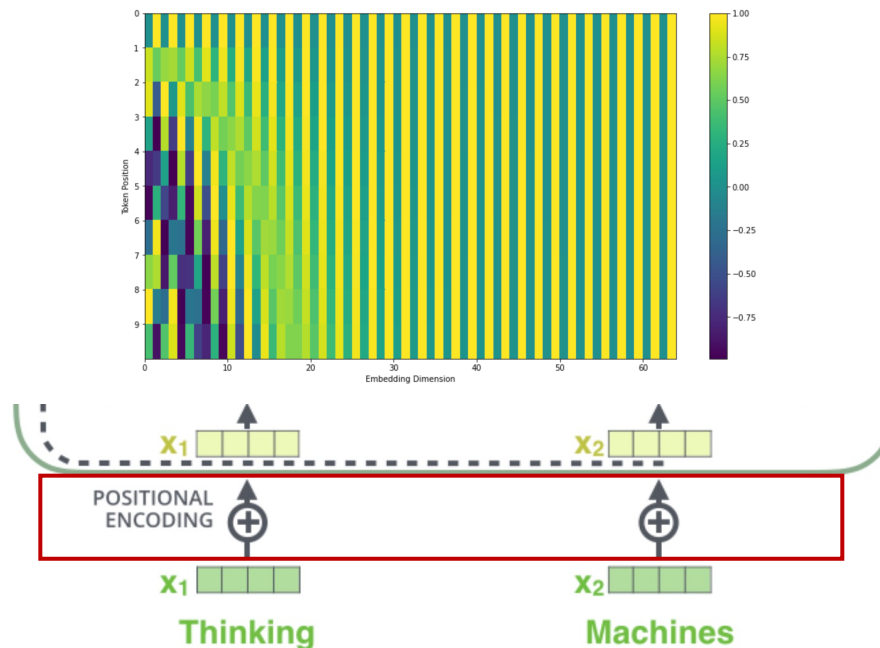 0
1
2
3
4
5
6
7
8
9
Token Position
0
10
20
30
40
50
60
Embedding Dimension
1.00
0.75
0.50
0.25
0.00
−0.25
−0.50
−0.75
x1
x2
POSITIONAL
ENCODING
x1
x2
Thinking
Machines